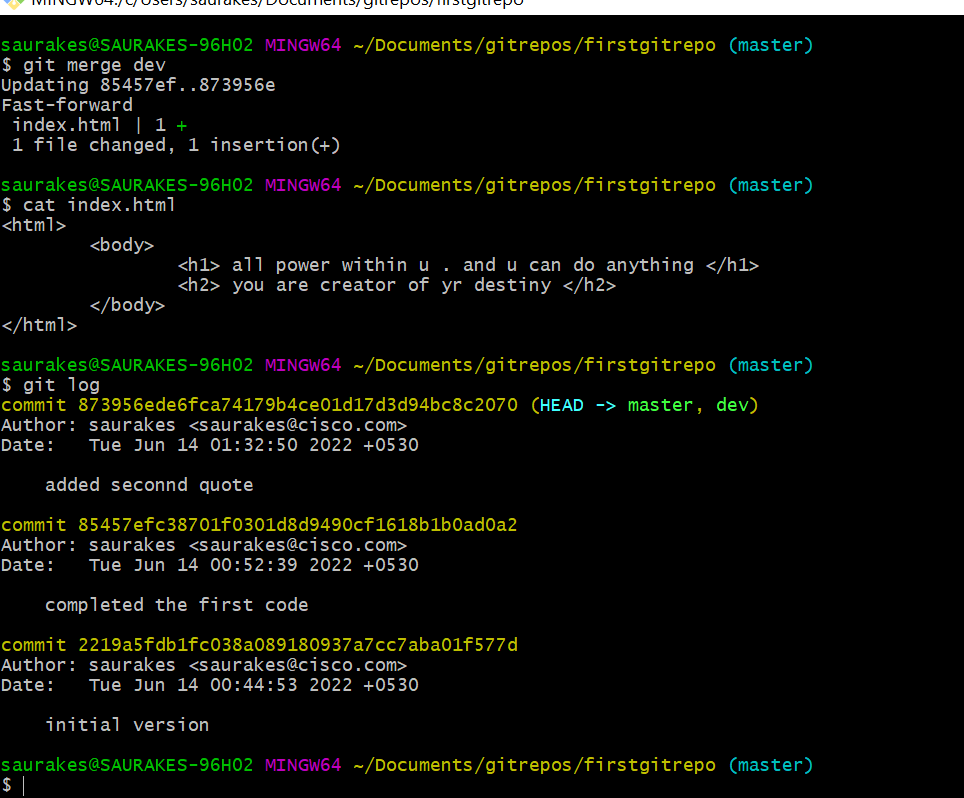 MINGW64:/c/Users/saurakes/Documents/gitrepos/firstgitrepo
saurakes@SAURAKES-96H02 MINGW64 ~/Documents/gitrepos/firstgitrepo (master)
$ git merge dev
Updating 85457ef..873956e
Fast-forward
 index.html | 1 +
 1 file changed, 1 insertion(+)
saurakes@SAURAKES-96H02 MINGW64 ~/Documents/gitrepos/firstgitrepo (master)
$ cat index.html
<html>
        <body>
                <h1> all power within u . and u can do anything </h1>
                <h2> you are creator of yr destiny </h2>
        </body>
</html>
saurakes@SAURAKES-96H02 MINGW64 ~/Documents/gitrepos/firstgitrepo (master)
$ git log
commit 873956ede6fca74179b4ce01d17d3d94bc8c2070 (HEAD -> master, dev)
Author: saurakes <saurakes@cisco.com>
Date:   Tue Jun 14 01:32:50 2022 +0530
    added seconnd quote
commit 85457efc38701f0301d8d9490cf1618b1b0ad0a2
Author: saurakes <saurakes@cisco.com>
Date:   Tue Jun 14 00:52:39 2022 +0530
    completed the first code
commit 2219a5fdb1fc038a089180937a7cc7aba01f577d
Author: saurakes <saurakes@cisco.com>
Date:   Tue Jun 14 00:44:53 2022 +0530
    initial version
saurakes@SAURAKES-96H02 MINGW64 ~/Documents/gitrepos/firstgitrepo (master)
$